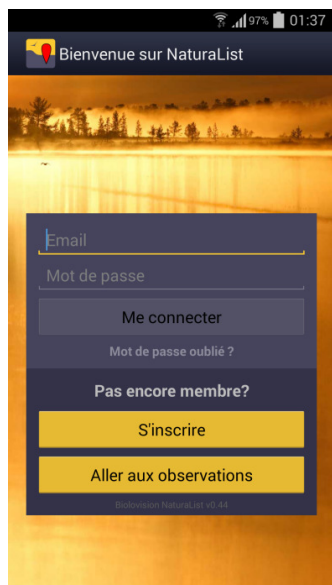 97% 01:37
Bienvenue sur NaturaList
Email
Mot de passe
Me connecter
Mot de passe oublié ?
Pas encore membre?
S'inscrire
Aller aux observations
Biolovision NaturaList v0.44